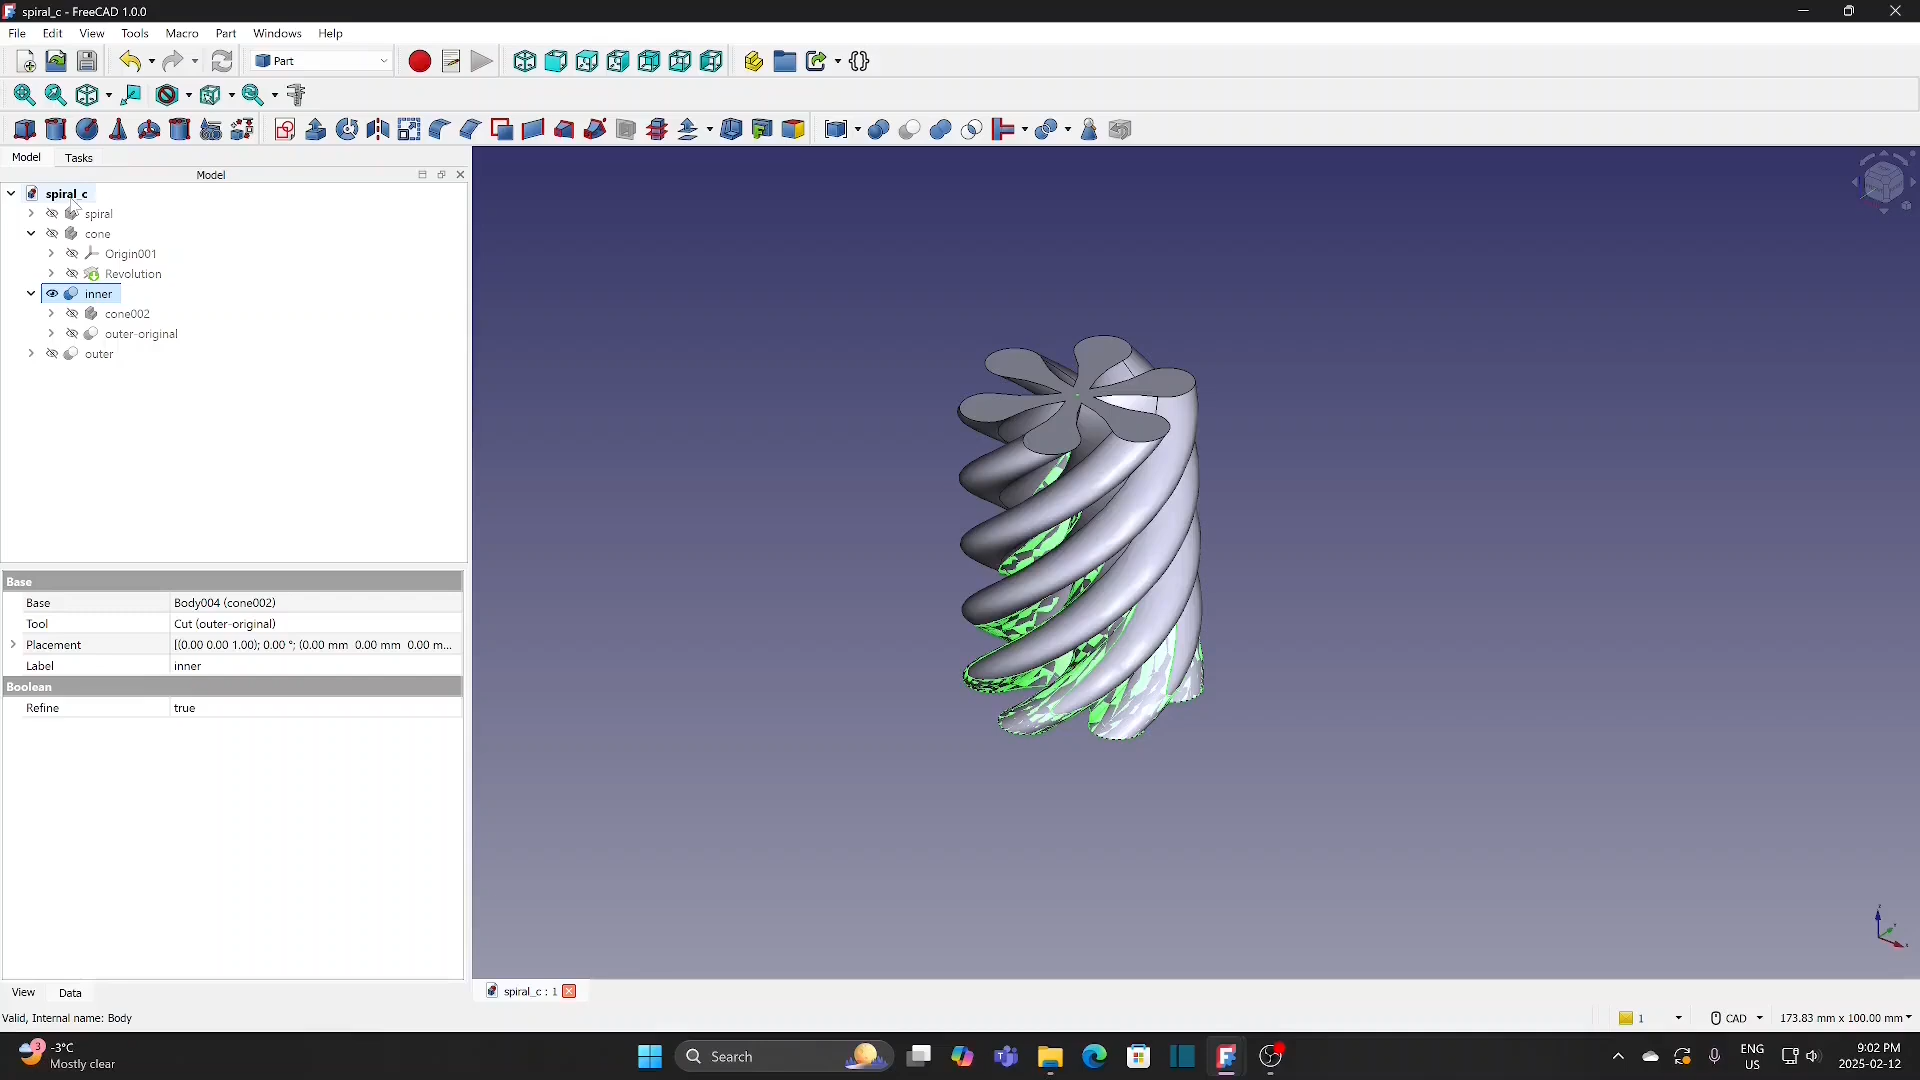 spiral_c - FreeCAD 1.0.0
File Edit View Tools Macro Part Windows Help
Part
Model Tasks
Model
spiral_c
spiral
cone
Origin001
Revolution
inner
cone002
outer-original
outer
Base
Base Body004 (cone002)
Tool Cut (outer-original)
Placement [(0.00 0.00 1.00); 0.00 °; (0.00 mm 0.00 mm 0.00 m...
Label inner
Boolean
Refine true
View Data
spiral_c : 1
Valid, Internal name: Body
1 CAD 173.83 mm x 100.00 mm
3
-3°C
Mostly clear
Search
ENG
US
9:02 PM
2025-02-12